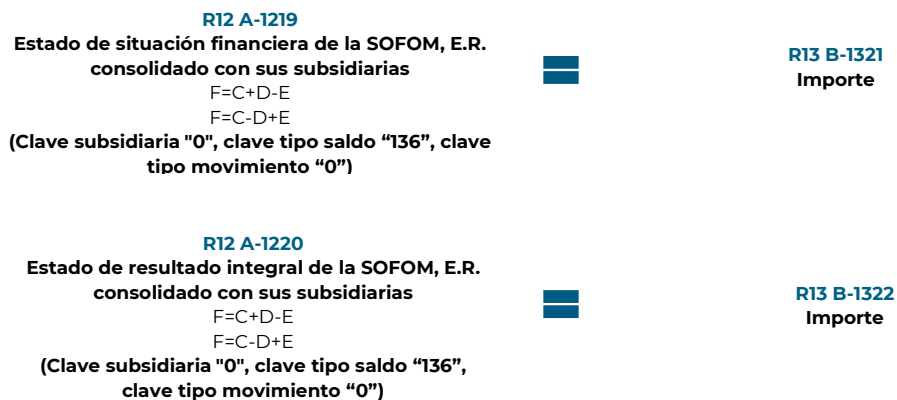 R12 A-1219
Estado de situación financiera de la SOFOM, E.R.
consolidado con sus subsidiarias
F=C+D-E
F=C-D+E
(Clave subsidiaria "0", clave tipo saldo “136”, clave
tipo movimiento “0”)
R13 B-1321
Importe
R12 A-1220
Estado de resultado integral de la SOFOM, E.R.
consolidado con sus subsidiarias
F=C+D-E
F=C-D+E
(Clave subsidiaria "0", clave tipo saldo “136”,
clave tipo movimiento “0”)
R13 B-1322
Importe